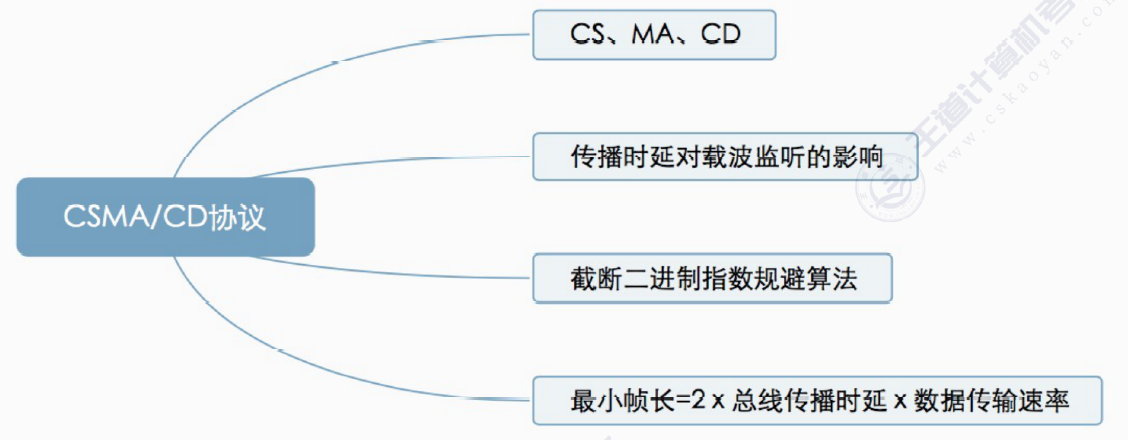 CS、MA、CD
传播时延对载波监听的影响
CSMA/CD协议
截断二进制指数规避算法
最小帧长=2 x 总线传播时延 x 数据传输速率
王道计算机考
www.cskaoyan.co